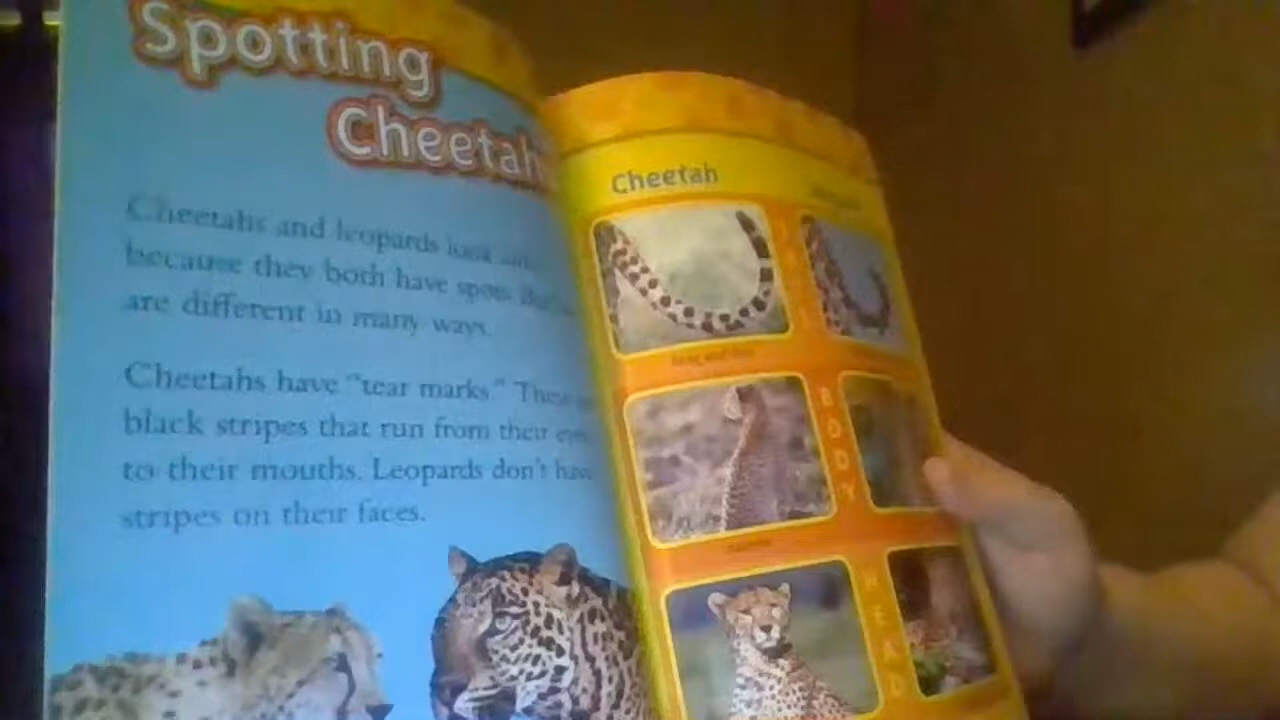 Spotting
Cheetah
Cheetahs and leopards look
because they both have spots.
are different in many ways.
Cheetahs have "tear marks." These
black stripes that run from their eyes
to their mouths. Leopards don't have
stripes on their faces.
Cheetah
BODY
HEAD